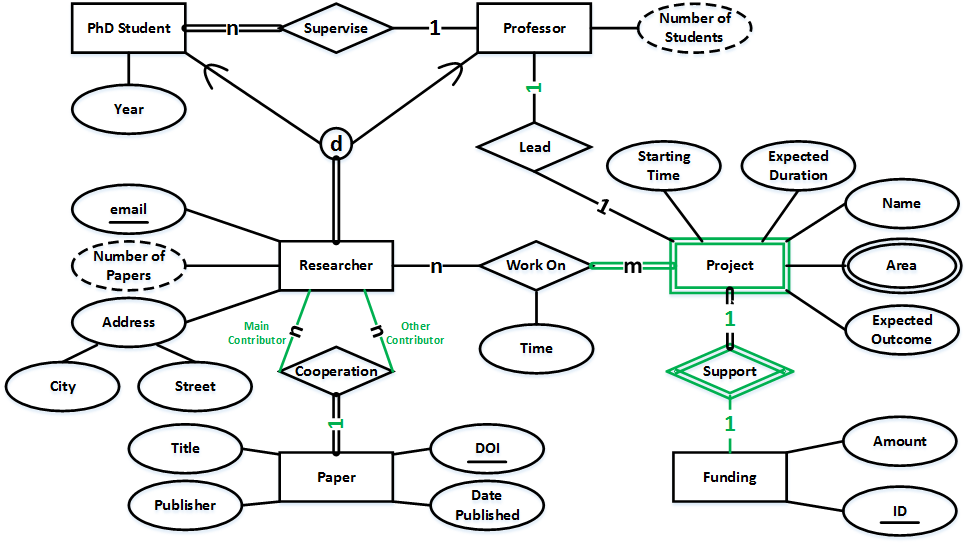 PhD Student
n
Supervise
1
Professor
Number of
Students
Year
1
d
Lead
Starting
Time
Expected
Duration
email
1
Name
Number of
Papers
Researcher
n
Work On
m
Project
Area
Address
Main
Contributor
n
n
Other
Contributor
Time
n
1
Expected
Outcome
City
Street
Cooperation
Support
1
1
Title
DOI
Amount
Paper
Funding
Publisher
Date
Published
ID